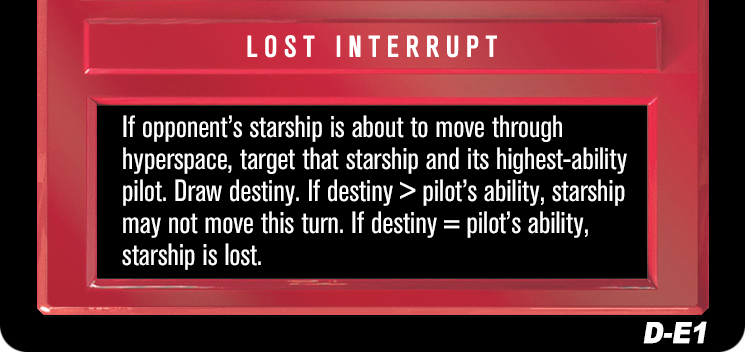 LOST INTERRUPT
If opponent's starship is about to move through
hyperspace, target that starship and its highest-ability
pilot. Draw destiny. If destiny > pilot's ability, starship
may not move this turn. If destiny = pilot's ability,
starship is lost.
D-E1